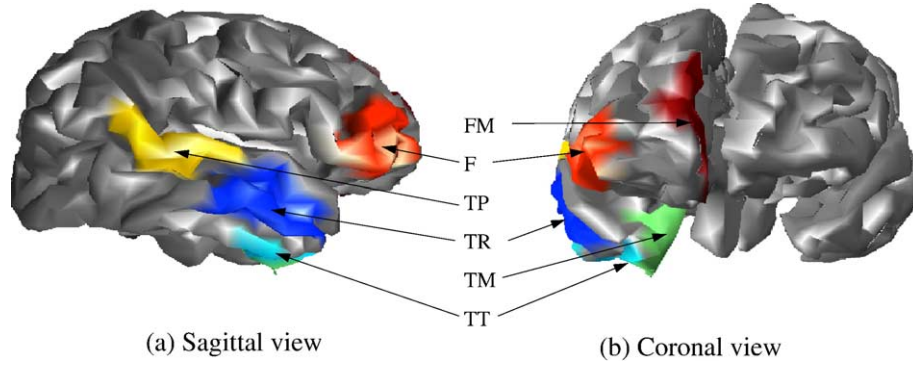 FM
F
TP
TR
TM
TT
(a) Sagittal view
(b) Coronal view